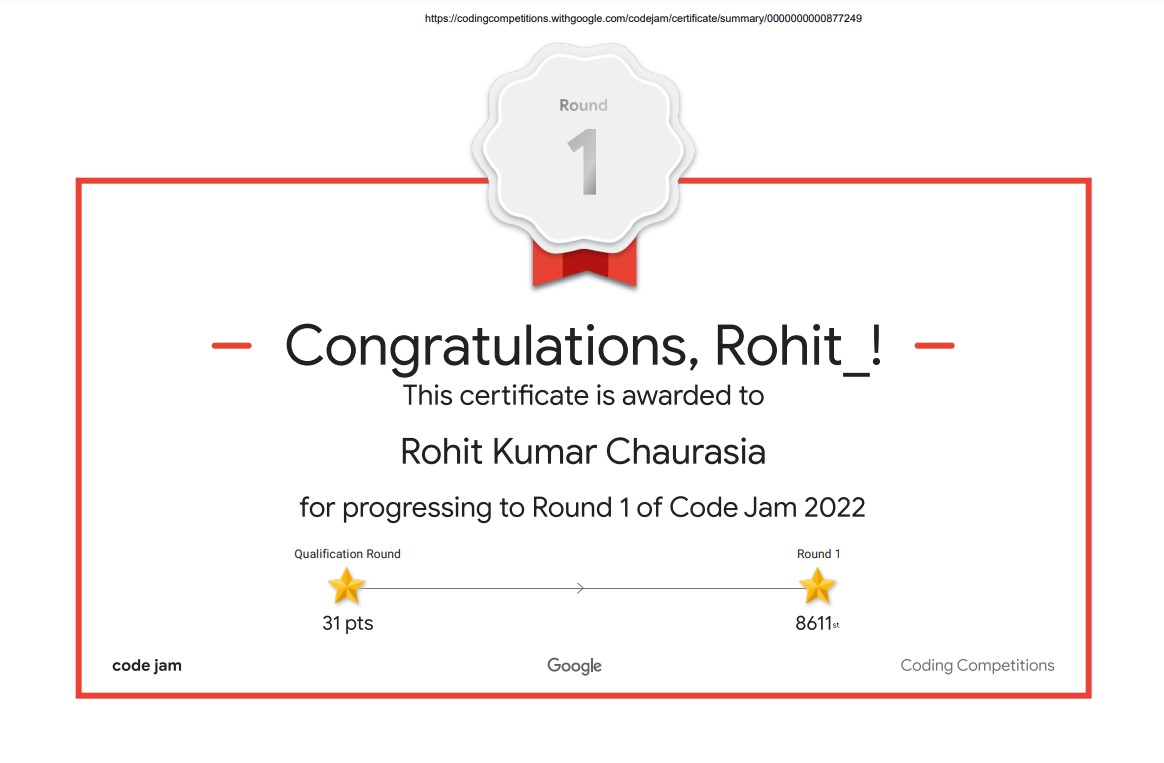 https://codingcompetitions.withgoogle.com/codejam/certificate/summary/0000000000877249
Round
1
Congratulations, Rohit_!
This certificate is awarded to
Rohit Kumar Chaurasia
for progressing to Round 1 of Code Jam 2022
Qualification Round Round 1
31 pts 8611st
code jam Google Coding Competitions